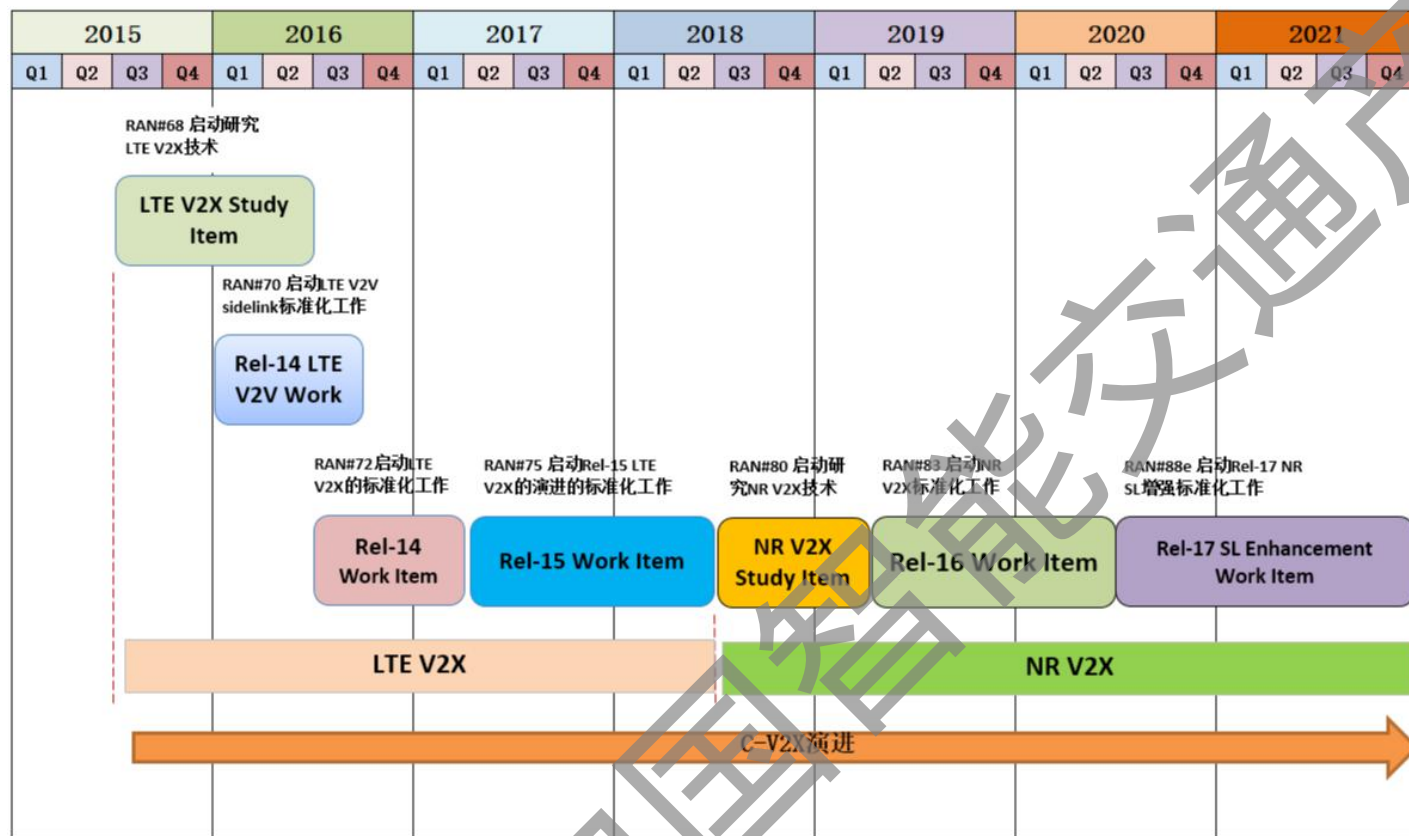 2015 2016 2017 2018 2019 2020 2021
Q1 Q2 Q3 Q4 Q1 Q2 Q3 Q4 Q1 Q2 Q3 Q4 Q1 Q2 Q3 Q4 Q1 Q2 Q3 Q4 Q1 Q2 Q3 Q4 Q1 Q2 Q3 Q4
RAN#68 启动研究
LTE V2X技术
LTE V2X Study
Item
RAN#70 启动LTE V2V
sidelink标准化工作
Rel-14 LTE
V2V Work
RAN#72启动LTE
V2X的标准化工作
RAN#75 启动Rel-15 LTE
V2X的演进的标准化工作
RAN#80 启动研
究NR V2X技术
RAN#83 启动NR
V2X标准化工作
RAN#88e 启动Rel-17 NR
SL增强标准化工作
Rel-14
Work Item
Rel-15 Work Item
NR V2X
Study Item
Rel-16 Work Item
Rel-17 SL Enhancement
Work Item
LTE V2X
NR V2X
C-V2X演进
国智能交通产